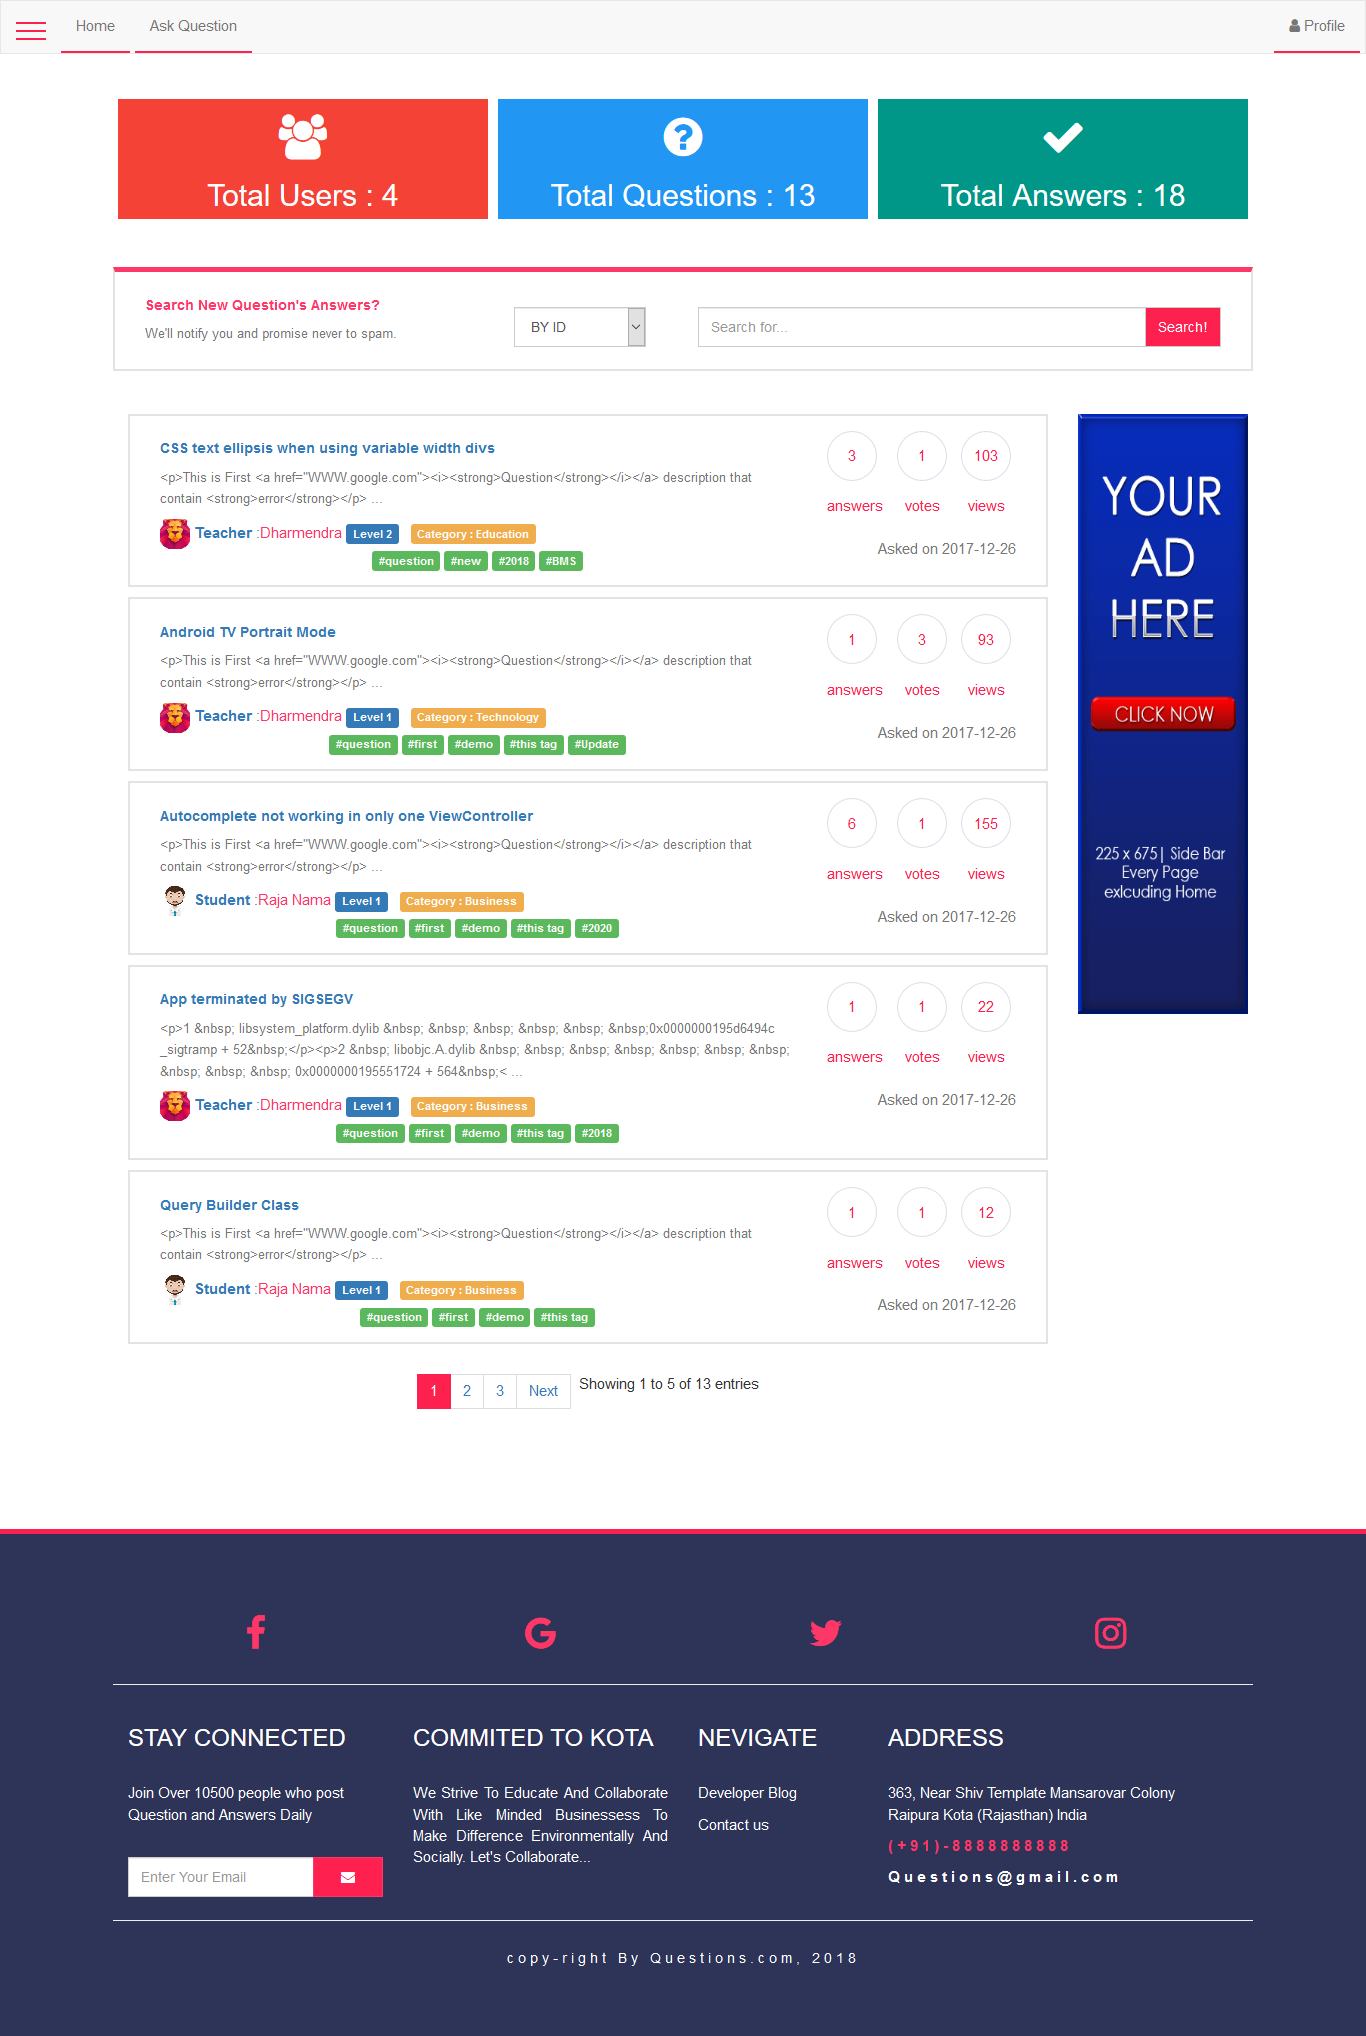 Home Ask Question Profile
Total Users : 4
Total Questions : 13
Total Answers : 18
Search New Question's Answers?
We'll notify you and promise never to spam.
BY ID
Search for...
Search!
CSS text ellipsis when using variable width divs
<p>This is First <a href="WWW.google.com"><i><strong>Question</strong></i></a> description that
contain <strong>error</strong></p> ...
Teacher :Dharmendra Level 2 Category : Education
#question #new #2018 #BMS
3 1 103
answers votes views
Asked on 2017-12-26
Android TV Portrait Mode
<p>This is First <a href="WWW.google.com"><i><strong>Question</strong></i></a> description that
contain <strong>error</strong></p> ...
Teacher :Dharmendra Level 1 Category : Technology
#question #first #demo #this tag #Update
1 3 93
answers votes views
Asked on 2017-12-26
Autocomplete not working in only one ViewController
<p>This is First <a href="WWW.google.com"><i><strong>Question</strong></i></a> description that
contain <strong>error</strong></p> ...
Student :Raja Nama Level 1 Category : Business
#question #first #demo #this tag #2020
6 1 155
answers votes views
Asked on 2017-12-26
App terminated by SIGSEGV
<p>1 &nbsp; libsystem_platform.dylib &nbsp; &nbsp; &nbsp; &nbsp; &nbsp; &nbsp;0x0000000195d6494c
_sigtramp + 52&nbsp;</p><p>2 &nbsp; libobjc.A.dylib &nbsp; &nbsp; &nbsp; &nbsp; &nbsp; &nbsp; &nbsp;
&nbsp; &nbsp; &nbsp; 0x0000000195551724 + 564&nbsp;< ...
Teacher :Dharmendra Level 1 Category : Business
#question #first #demo #this tag #2018
1 1 22
answers votes views
Asked on 2017-12-26
Query Builder Class
<p>This is First <a href="WWW.google.com"><i><strong>Question</strong></i></a> description that
contain <strong>error</strong></p> ...
Student :Raja Nama Level 1 Category : Business
#question #first #demo #this tag
1 1 12
answers votes views
Asked on 2017-12-26
YOUR
AD
HERE
CLICK NOW
225 x 675| Side Bar
Every Page
exlcuding Home
1 2 3 Next Showing 1 to 5 of 13 entries
STAY CONNECTED
Join Over 10500 people who post
Question and Answers Daily
Enter Your Email
COMMITED TO KOTA
We Strive To Educate And Collaborate
With Like Minded Businessess To
Make Difference Environmentally And
Socially. Let's Collaborate...
NEVIGATE
Developer Blog
Contact us
ADDRESS
363, Near Shiv Template Mansarovar Colony
Raipura Kota (Rajasthan) India
(+91)-8888888888
Questions@gmail.com
copy-right By Questions.com, 2018